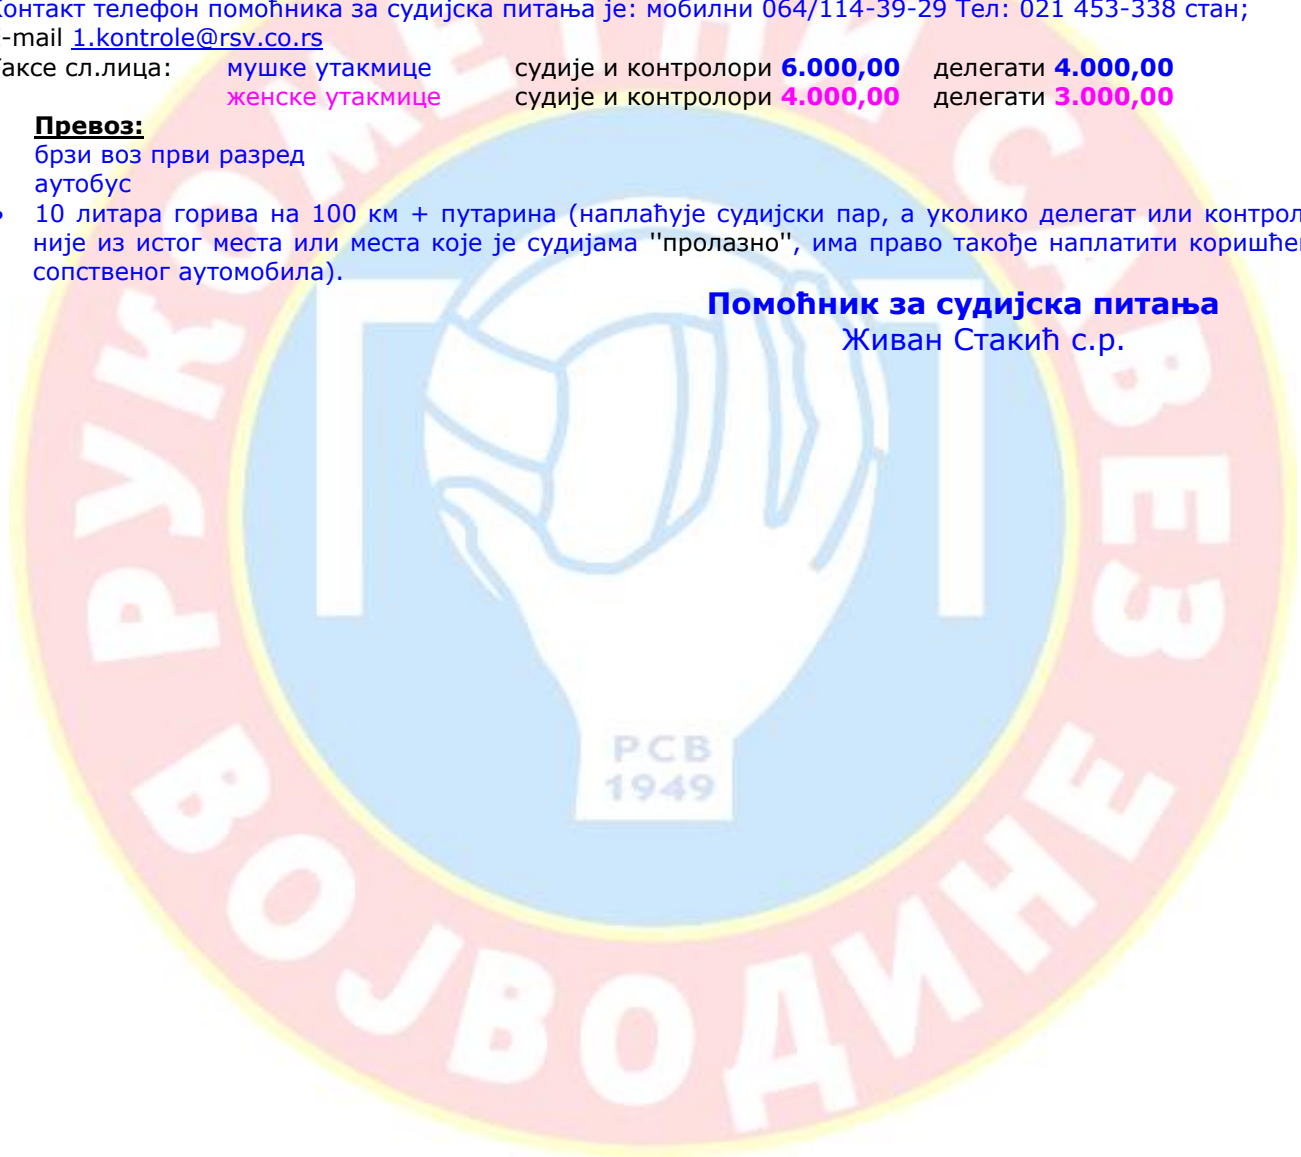 Контакт телефон помоћника за судијска питања је: мобилни 064/114-39-29 Тел: 021 453-338 стан;
-mail 1.kontrole@rsv.co.rs
Таксе сл.лица: мушке утакмице судије и контролори 6.000,00 делегати 4.000,00
женске утакмице судије и контролори 4.000,00 делегати 3.000,00
Превоз:
брзи воз први разред
аутобус
• 10 литара горива на 100 км + путарина (наплаћује судијски пар, а уколико делегат или контрол
није из истог места или места које је судијама "пролазно", има право такође наплатити коришће
сопственог аутомобила).
Помоћник за судијска питања
Живан Стакић с.р.
РУКОМЕТНИ САВЕЗ
ВОЈВОДИНЕ
РСВ
1949